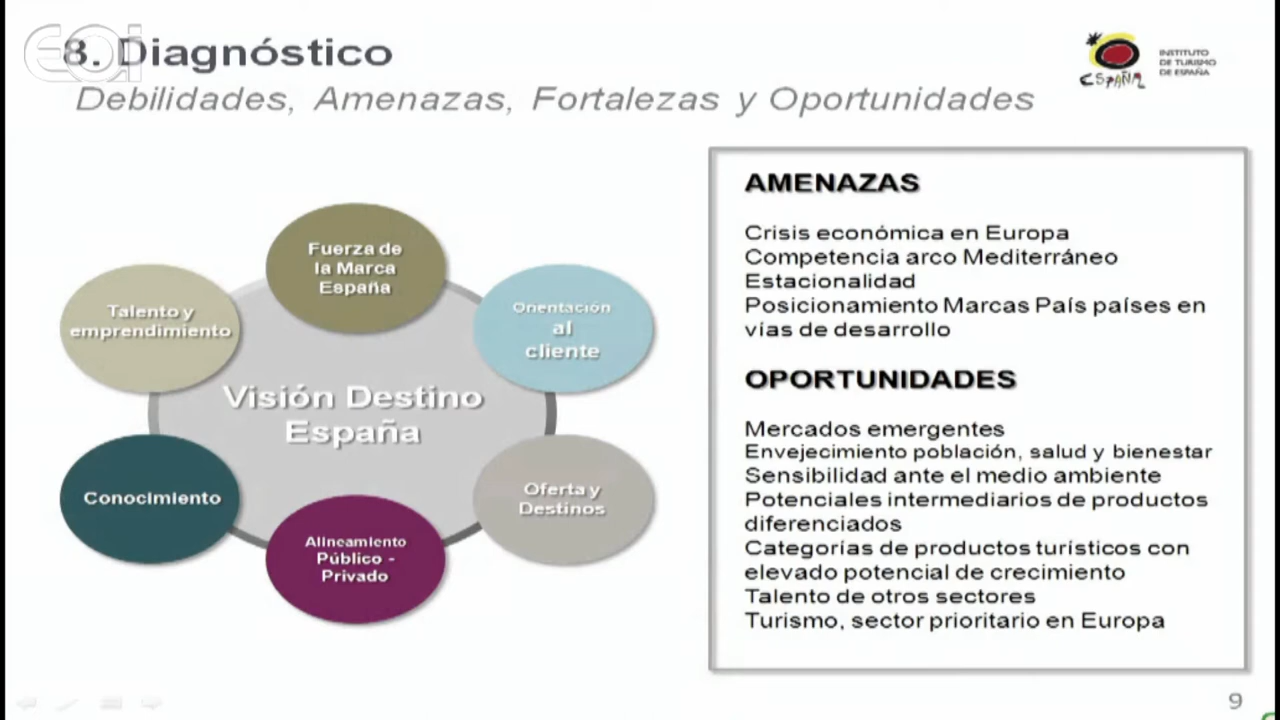 eoi
8. Diagnóstico
Debilidades, Amenazas, Fortalezas y Oportunidades
ESPAÑA
INSTITUTO
DE TURISMO
DE ESPAÑA
Fuerza de
la Marca
España
Talento y
emprendimiento
Orientación
al
cliente
Visión Destino
España
Conocimiento
Oferta y
Destinos
Alineamiento
Público -
Privado
AMENAZAS
Crisis económica en Europa
Competencia arco Mediterráneo
Estacionalidad
Posicionamiento Marcas País países en
vías de desarrollo
OPORTUNIDADES
Mercados emergentes
Envejecimiento población, salud y bienestar
Sensibilidad ante el medio ambiente
Potenciales intermediarios de productos
diferenciados
Categorías de productos turísticos con
elevado potencial de crecimiento
Talento de otros sectores
Turismo, sector prioritario en Europa
9